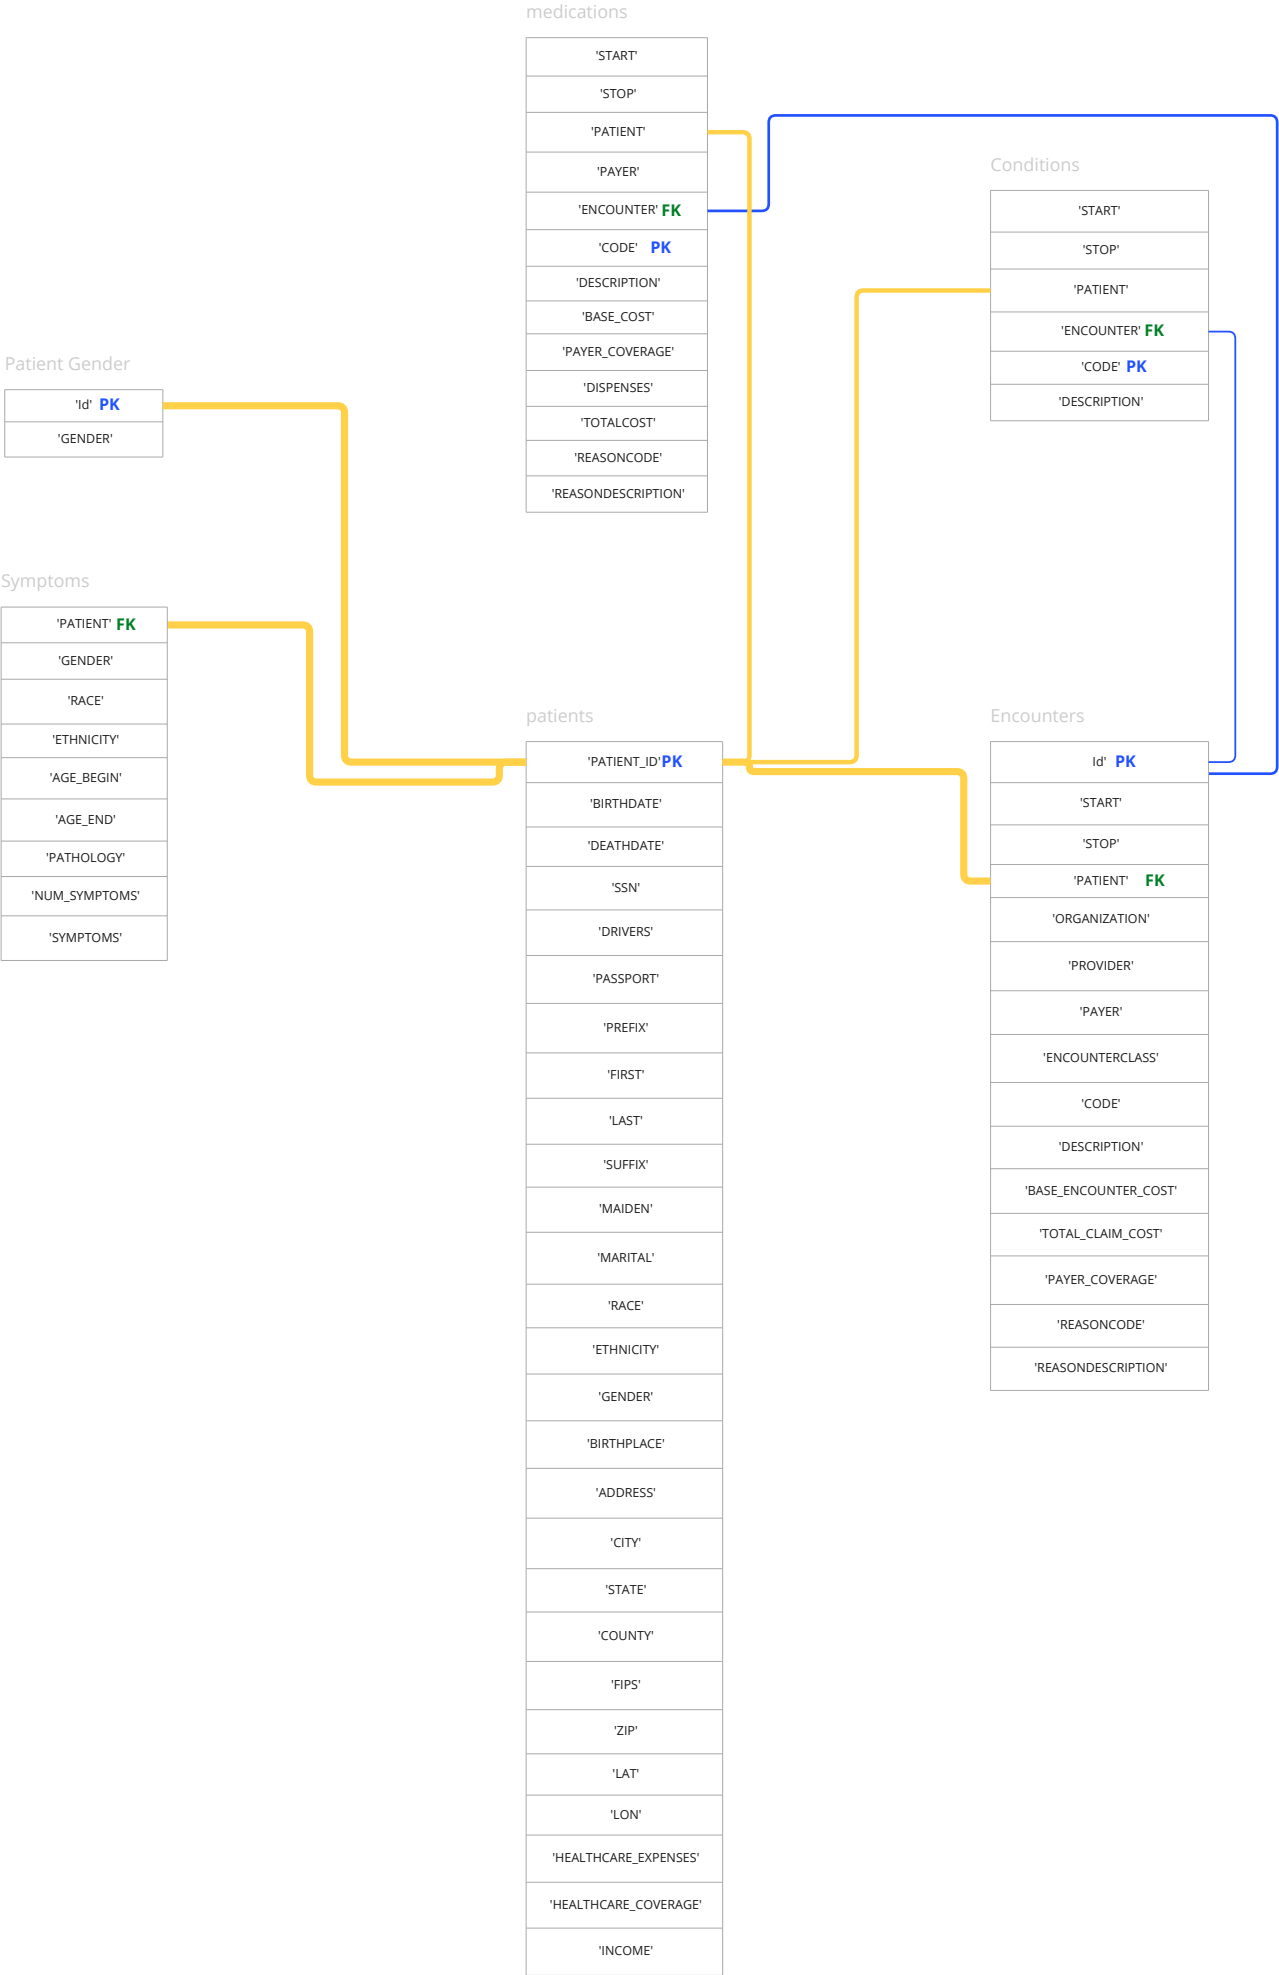 medications
'START'
'STOP'
'PATIENT'
'PAYER'
'ENCOUNTER' FK
'CODE' PK
'DESCRIPTION'
'BASE_COST'
'PAYER_COVERAGE'
'DISPENSES'
'TOTALCOST'
'REASONCODE'
'REASONDESCRIPTION'
Conditions
'START'
'STOP'
'PATIENT'
'ENCOUNTER' FK
'CODE' PK
'DESCRIPTION'
Patient Gender
'Id' PK
'GENDER'
Symptoms
'PATIENT' FK
'GENDER'
'RACE'
'ETHNICITY'
'AGE_BEGIN'
'AGE_END'
'PATHOLOGY'
'NUM_SYMPTOMS'
'SYMPTOMS'
patients
'PATIENT_ID' PK
'BIRTHDATE'
'DEATHDATE'
'SSN'
'DRIVERS'
'PASSPORT'
'PREFIX'
'FIRST'
'LAST'
'SUFFIX'
'MAIDEN'
'MARITAL'
'RACE'
'ETHNICITY'
'GENDER'
'BIRTHPLACE'
'ADDRESS'
'CITY'
'STATE'
'COUNTY'
'FIPS'
'ZIP'
'LAT'
'LON'
'HEALTHCARE_EXPENSES'
'HEALTHCARE_COVERAGE'
'INCOME'
Encounters
Id' PK
'START'
'STOP'
'PATIENT' FK
'ORGANIZATION'
'PROVIDER'
'PAYER'
'ENCOUNTERCLASS'
'CODE'
'DESCRIPTION'
'BASE_ENCOUNTER_COST'
'TOTAL_CLAIM_COST'
'PAYER_COVERAGE'
'REASONCODE'
'REASONDESCRIPTION'